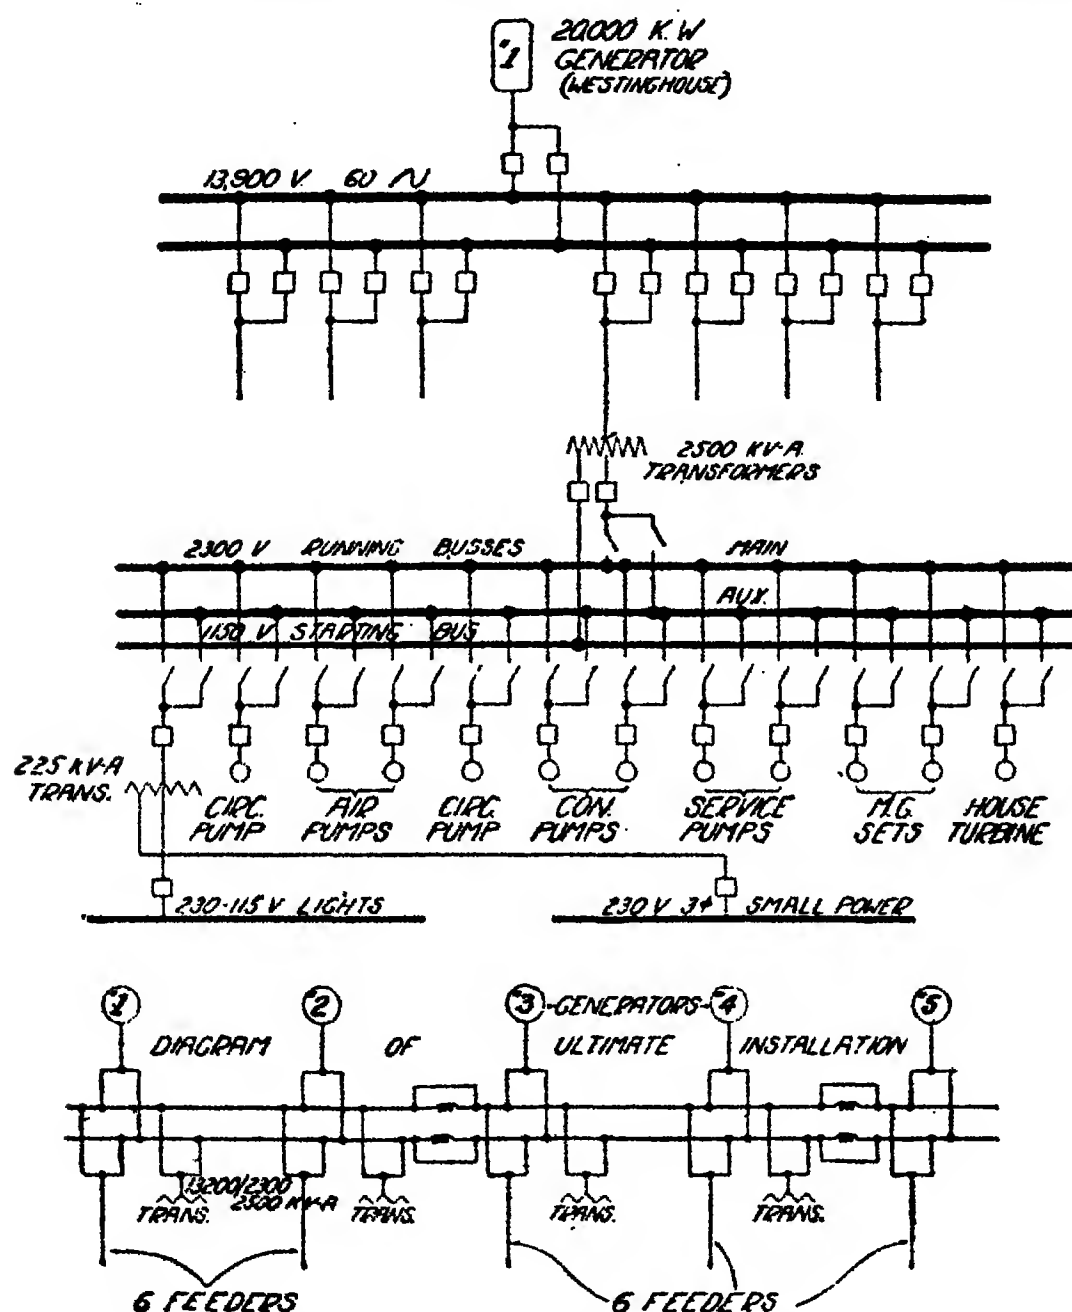 #1
20,000 K.W
GENERATOR
(WESTINGHOUSE)
13,900 V. 60 ∿
2500 KV-A.
TRANSFORMERS
2300 V RUNNING BUSSES MAIN
AUX.
1150 V STARTING BUS
225 KV-A
TRANS.
CIRC. PUMP
AIR PUMPS
CIRC. PUMP
CON. PUMPS
SERVICE PUMPS
M.G. SETS
HOUSE TURBINE
230-115 V LIGHTS
230 V 3ϕ SMALL POWER
#1 #2 #3 -GENERATORS- #4 #5
DIAGRAM OF ULTIMATE INSTALLATION
13200/2300
2500 KV-A
TRANS. TRANS. TRANS. TRANS.
6 FEEDERS 6 FEEDERS